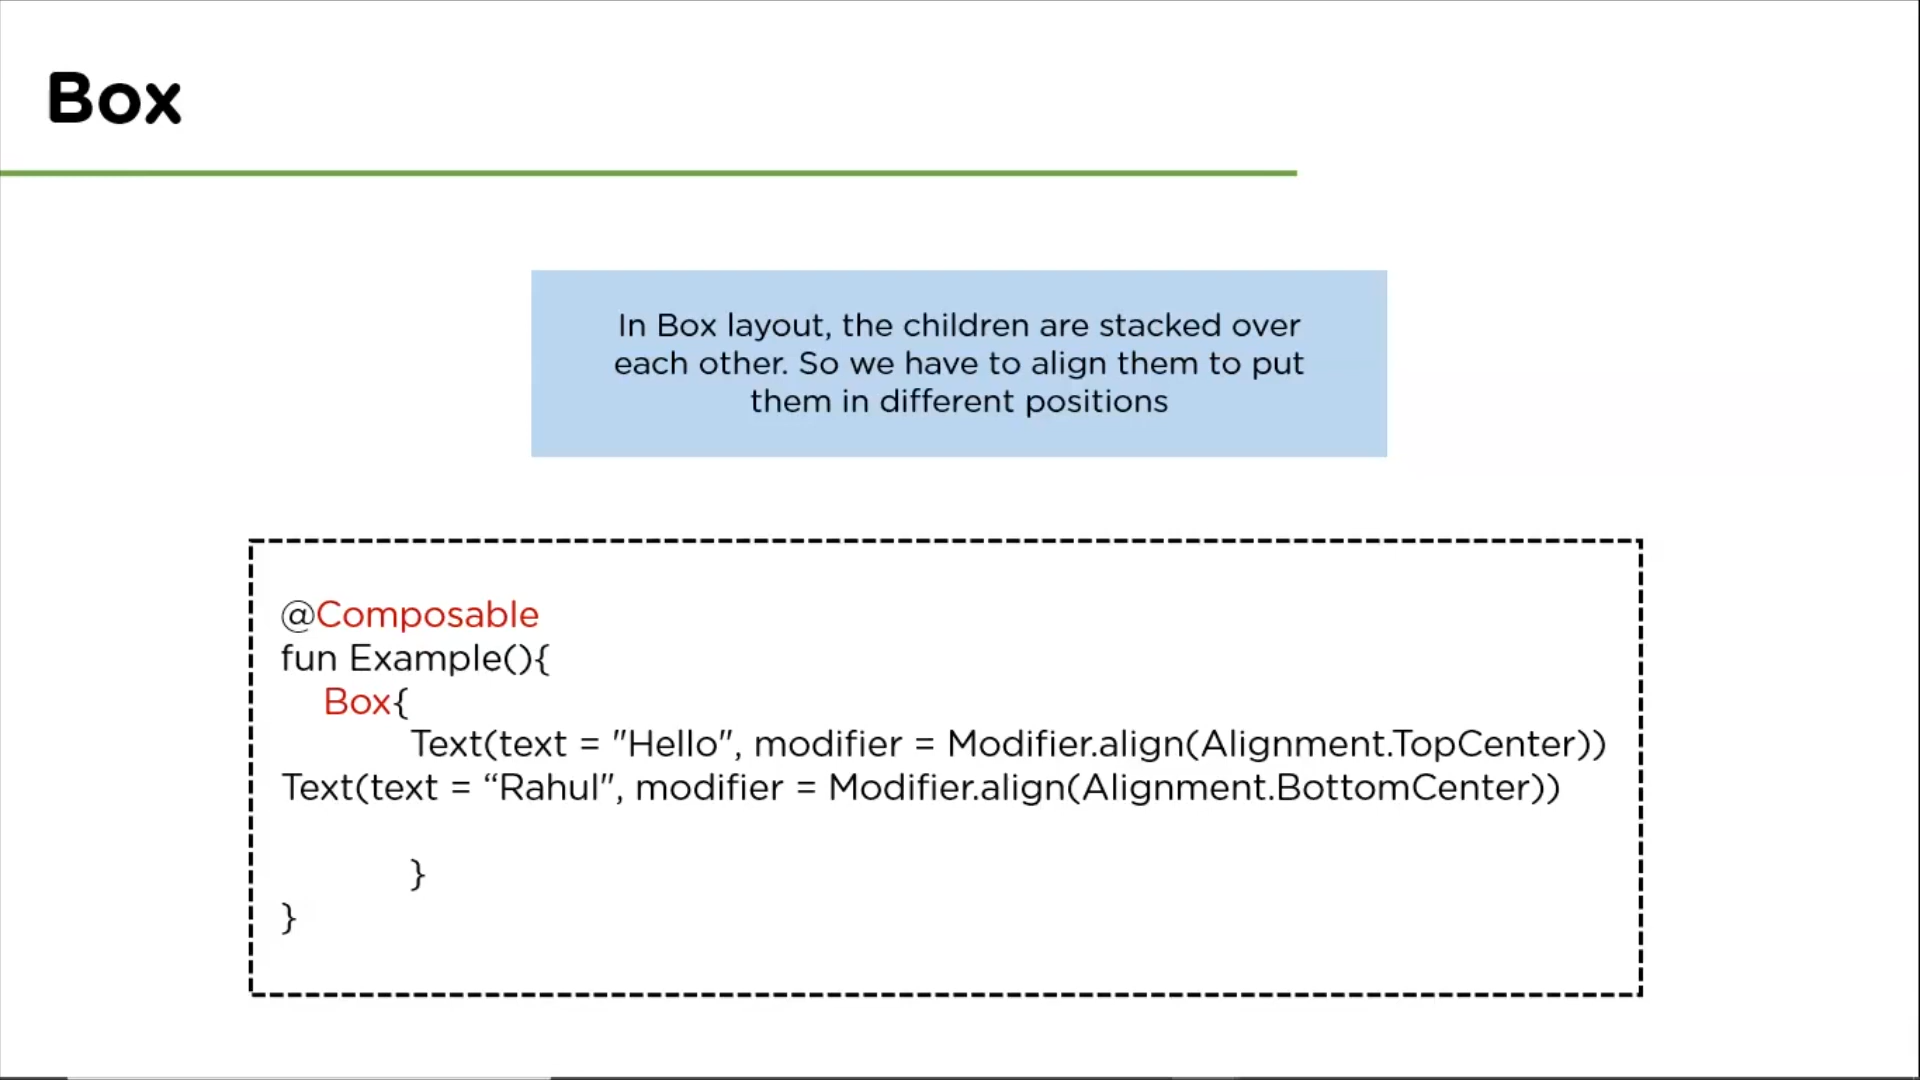 Box
In Box layout, the children are stacked over
each other. So we have to align them to put
them in different positions
@Composable
fun Example(){
Box{
Text(text = "Hello", modifier = Modifier.align(Alignment.TopCenter))
Text(text = “Rahul", modifier = Modifier.align(Alignment.BottomCenter))
}
}